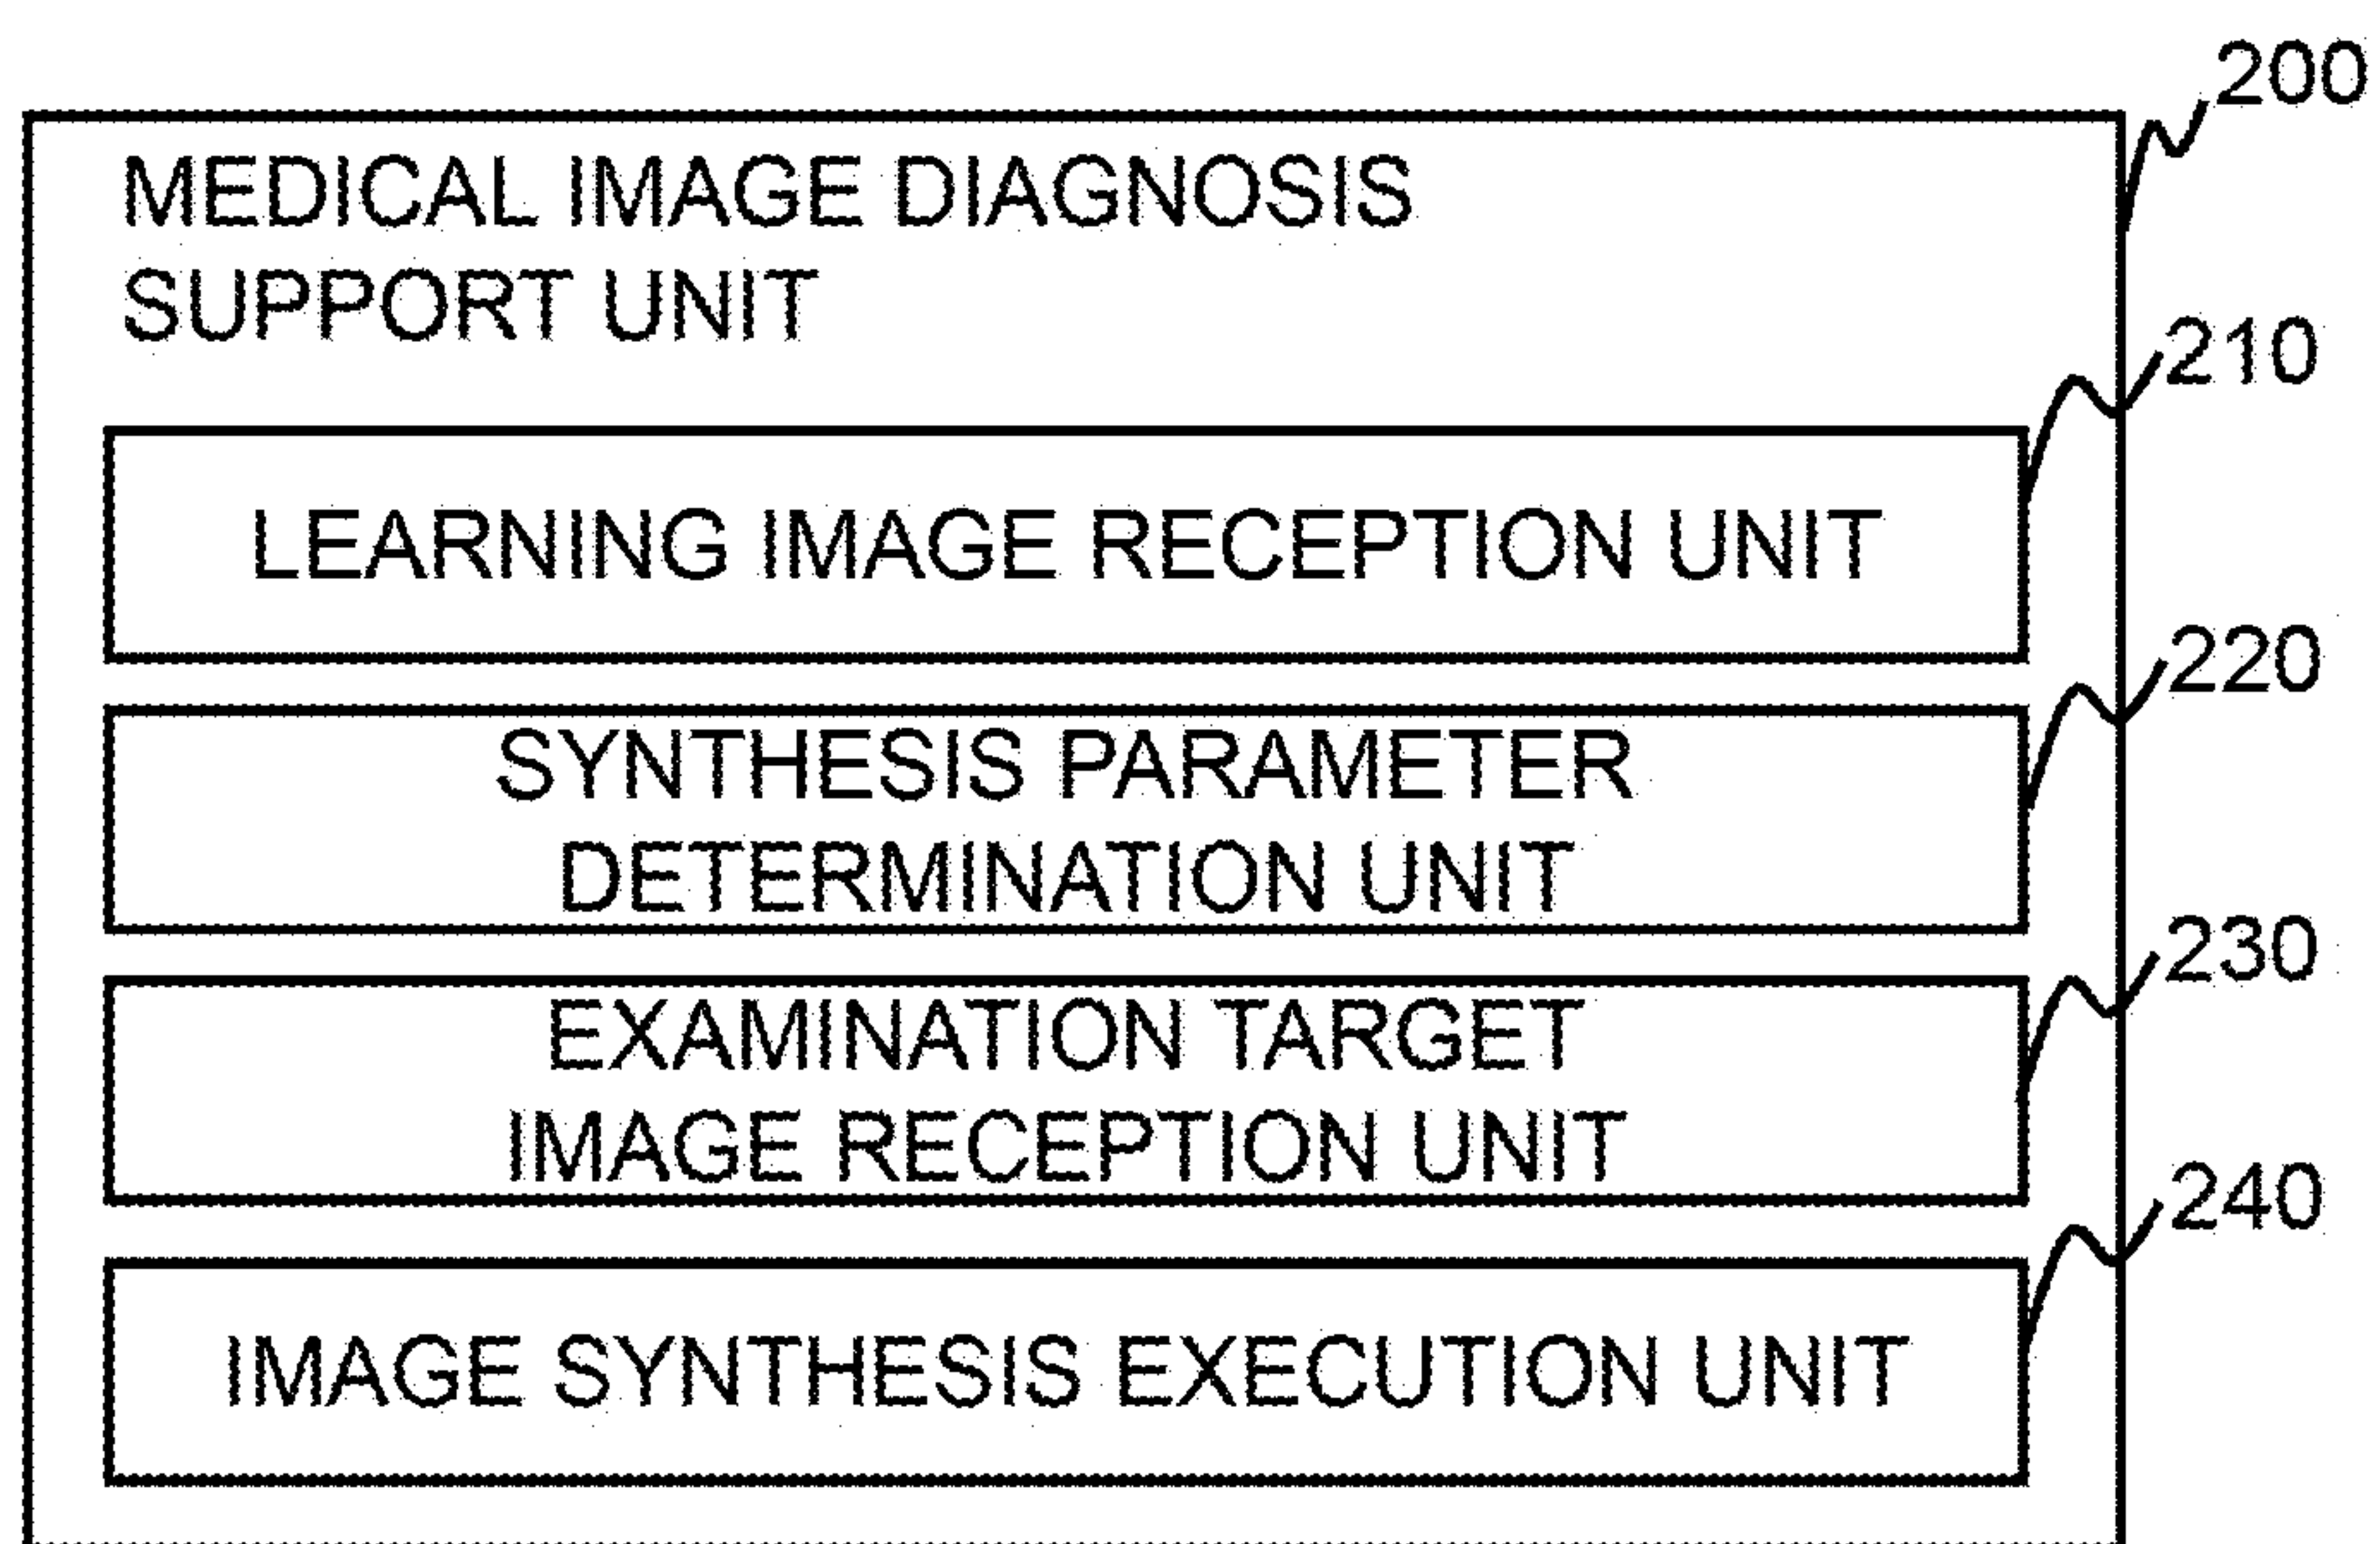 200
MEDICAL IMAGE DIAGNOSIS
SUPPORT UNIT
210
LEARNING IMAGE RECEPTION UNIT
220
SYNTHESIS PARAMETER
DETERMINATION UNIT
230
EXAMINATION TARGET
IMAGE RECEPTION UNIT
240
IMAGE SYNTHESIS EXECUTION UNIT